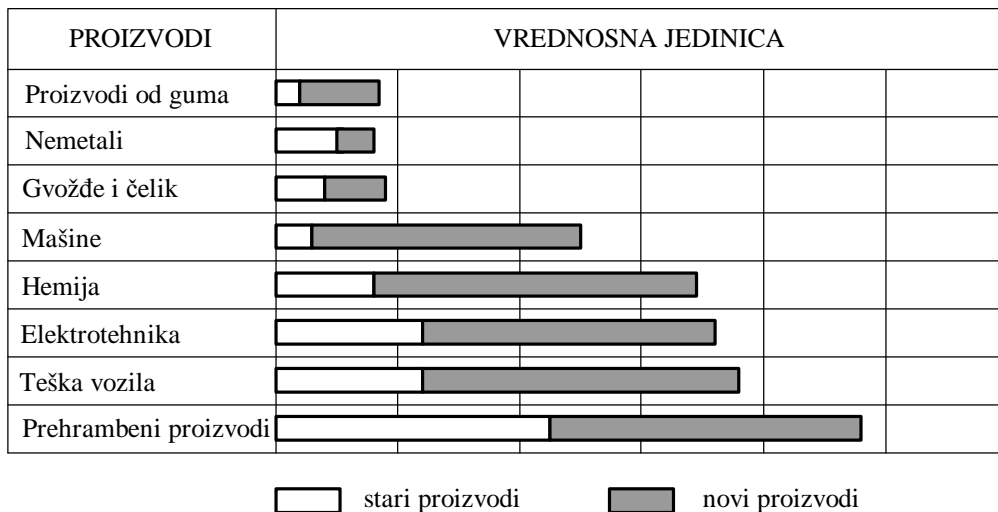 PROIZVODI
VREDNOSNA JEDINICA
Proizvodi od guma
Nemetali
Gvožđe i čelik
Mašine
Hemija
Elektrotehnika
Teška vozila
Prehrambeni proizvodi
stari proizvodi
novi proizvodi